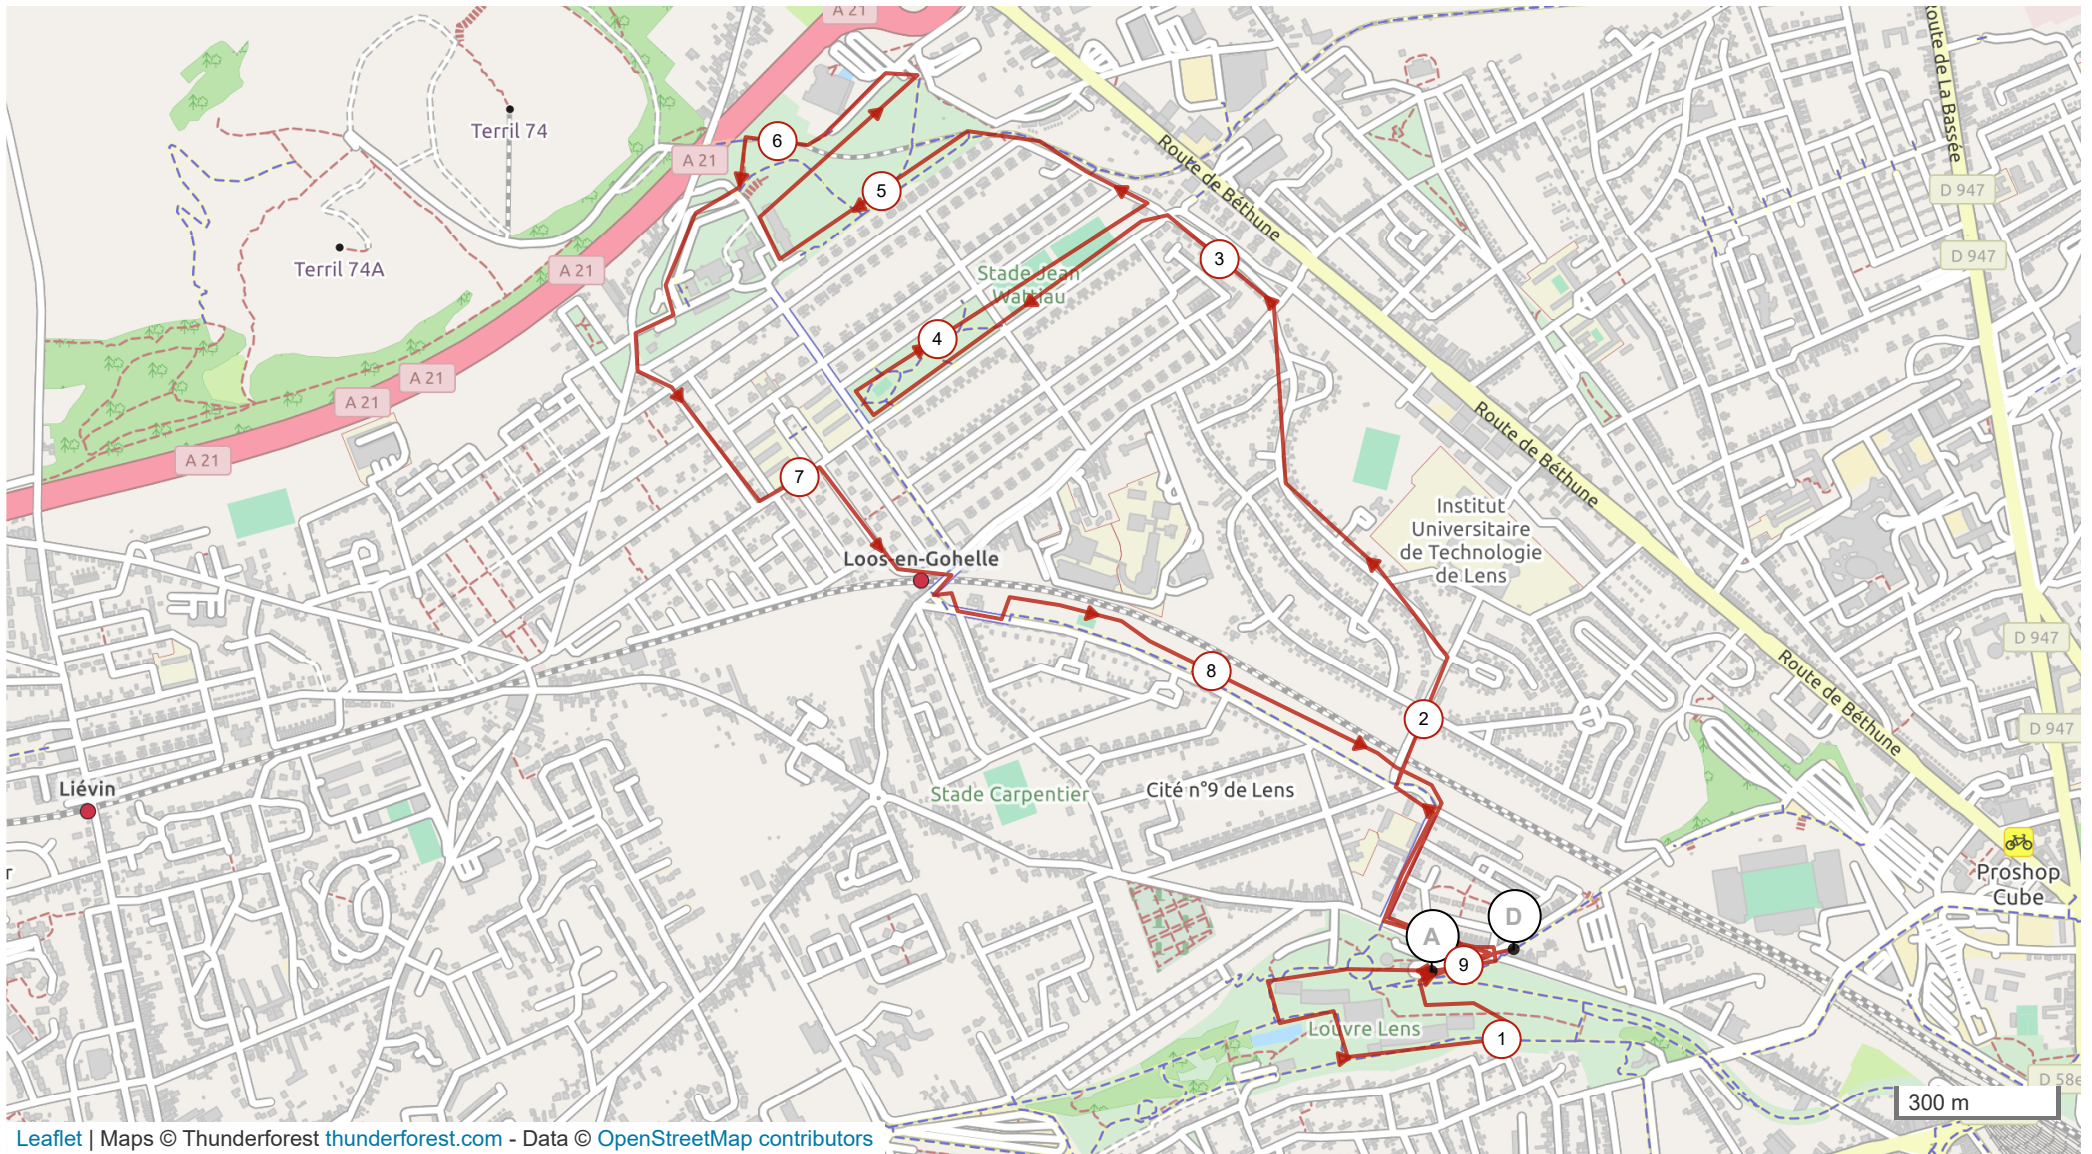 A 21
Route de La Bassée
Terril 74
6
A 21
Route de Béthune
5
D 947
Terril 74A
A 21
3
D 947
Stade Jean
Wattiau
4
A 21
A 21
A 21
7
Route de Béthune
Institut
Universitaire
de Technologie
de Lens
Loos-en-Gohelle
D 947
8
Route de Béthune
2
D 947
Liévin
Stade Carpentier
Cité n°9 de Lens
r
Proshop
Cube
A
D
9
Louvre Lens
1
D 58e
300 m
Leaflet | Maps © Thunderforest thunderforest.com - Data © OpenStreetMap contributors